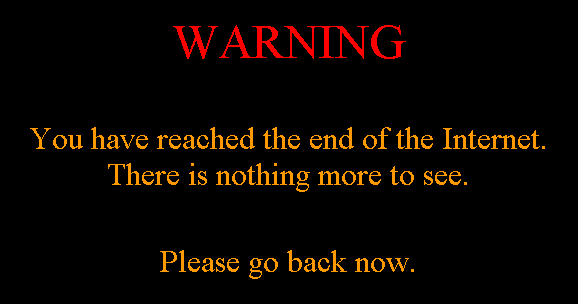 WARNING
You have reached the end of the Internet.
There is nothing more to see.
Please go back now.